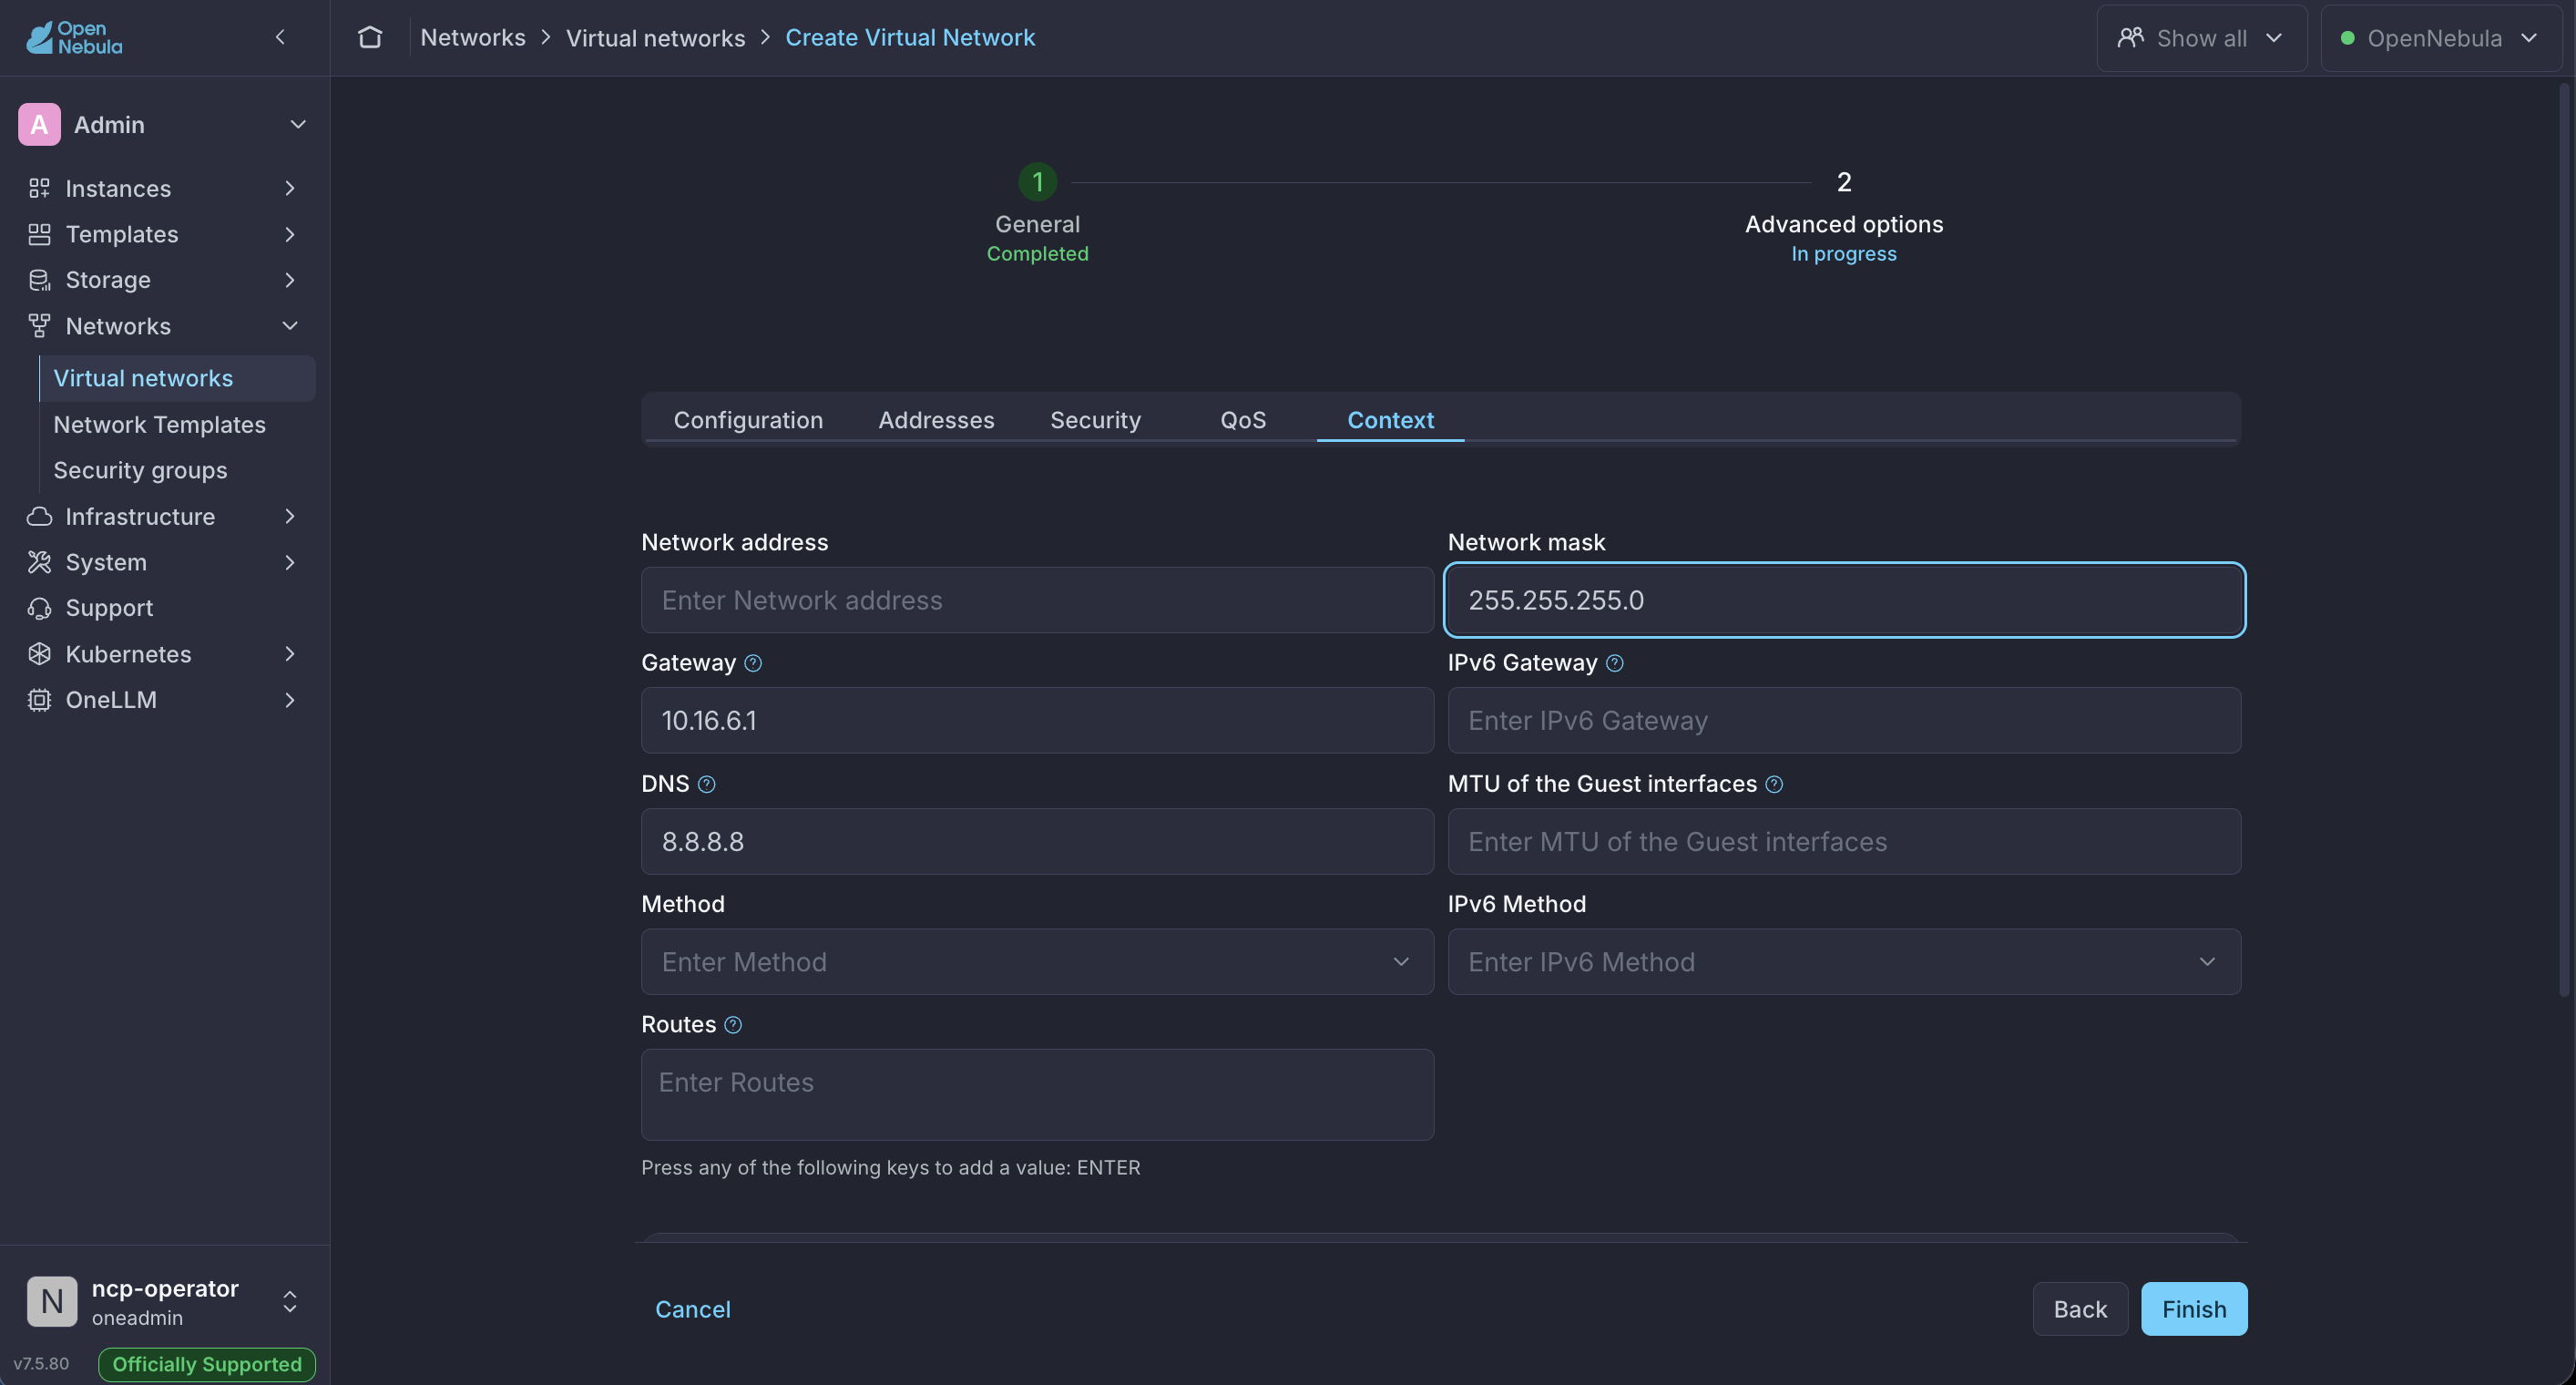 Open
Nebula
Networks > Virtual networks > Create Virtual Network
Show all
OpenNebula
A Admin
Instances
Templates
Storage
Networks
Virtual networks
Network Templates
Security groups
Infrastructure
System
Support
Kubernetes
OneLLM
1
General
Completed
2
Advanced options
In progress
Configuration Addresses Security QoS Context
Network address
Enter Network address
Network mask
255.255.255.0
Gateway ?
10.16.6.1
IPv6 Gateway ?
Enter IPv6 Gateway
DNS ?
8.8.8.8
MTU of the Guest interfaces ?
Enter MTU of the Guest interfaces
Method
Enter Method
IPv6 Method
Enter IPv6 Method
Routes ?
Enter Routes
Press any of the following keys to add a value: ENTER
Cancel
Back
Finish
N
ncp-operator
oneadmin
v7.5.80
Officially Supported